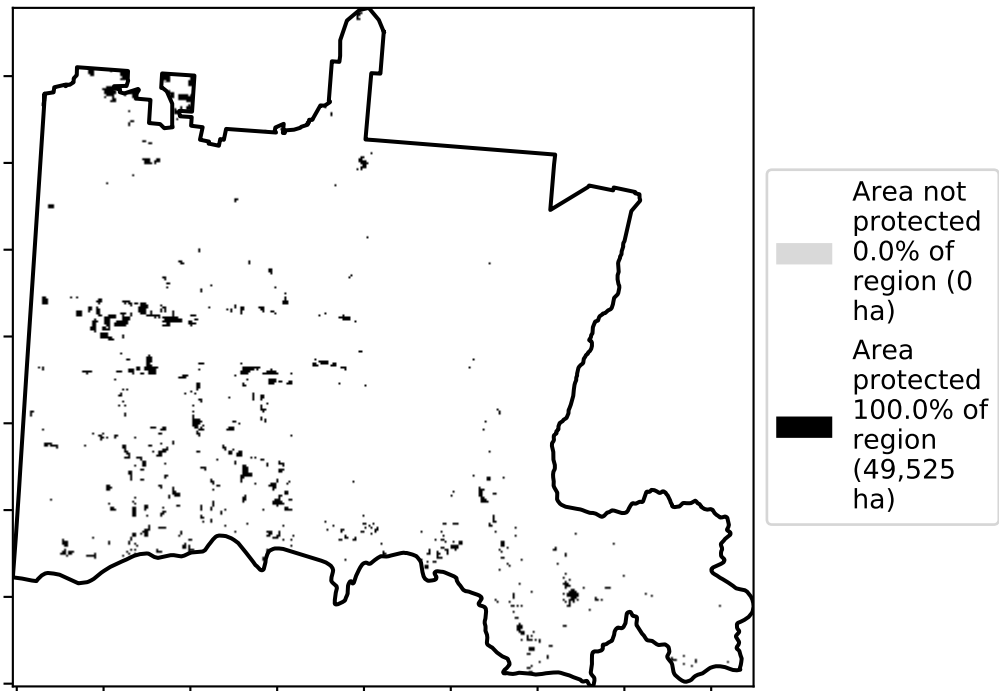 Area not
protected
0.0% of
region (0
ha)
Area
protected
100.0% of
region
(49,525
ha)